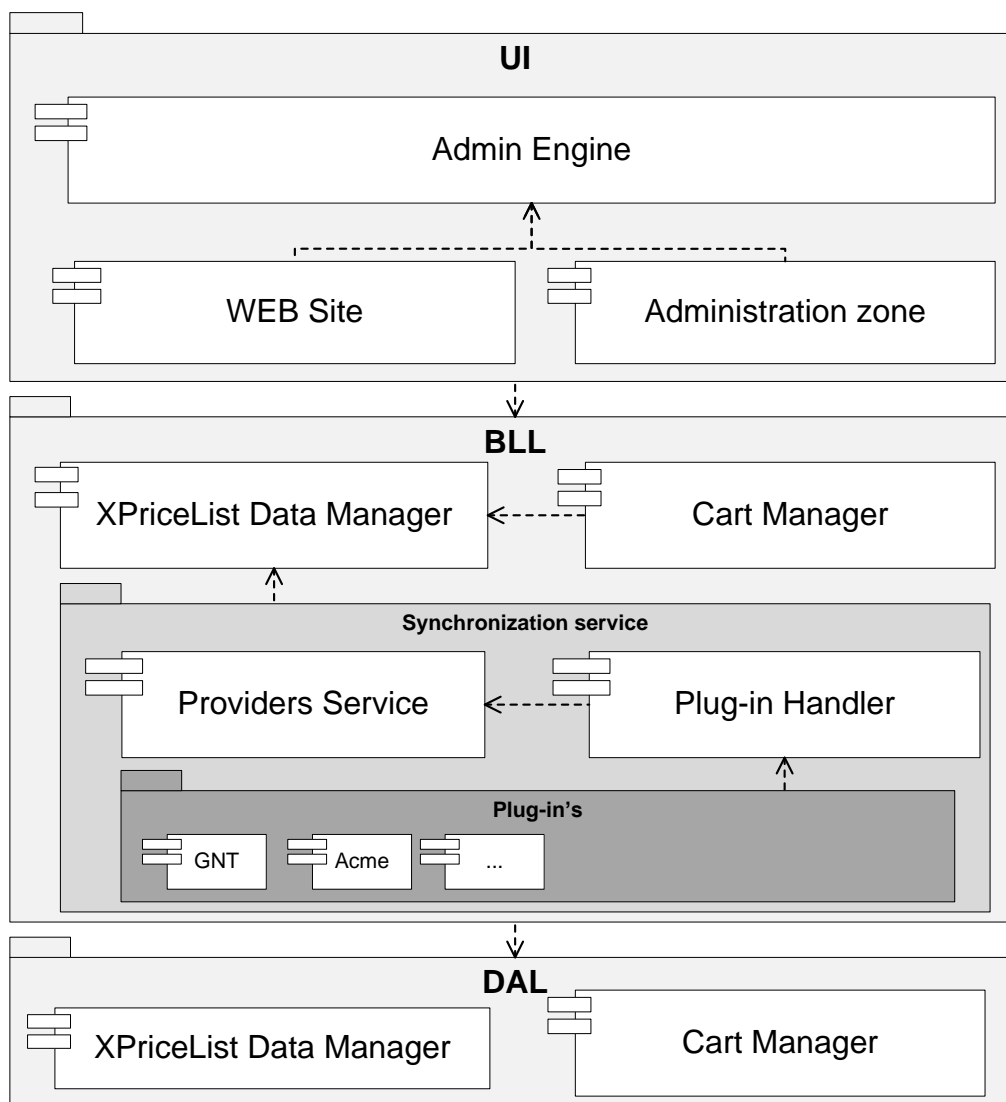 UI
Admin Engine
WEB Site
Administration zone
BLL
XPriceList Data Manager
Cart Manager
Synchronization service
Providers Service
Plug-in Handler
Plug-in’s
GNT
Acme
...
DAL
XPriceList Data Manager
Cart Manager